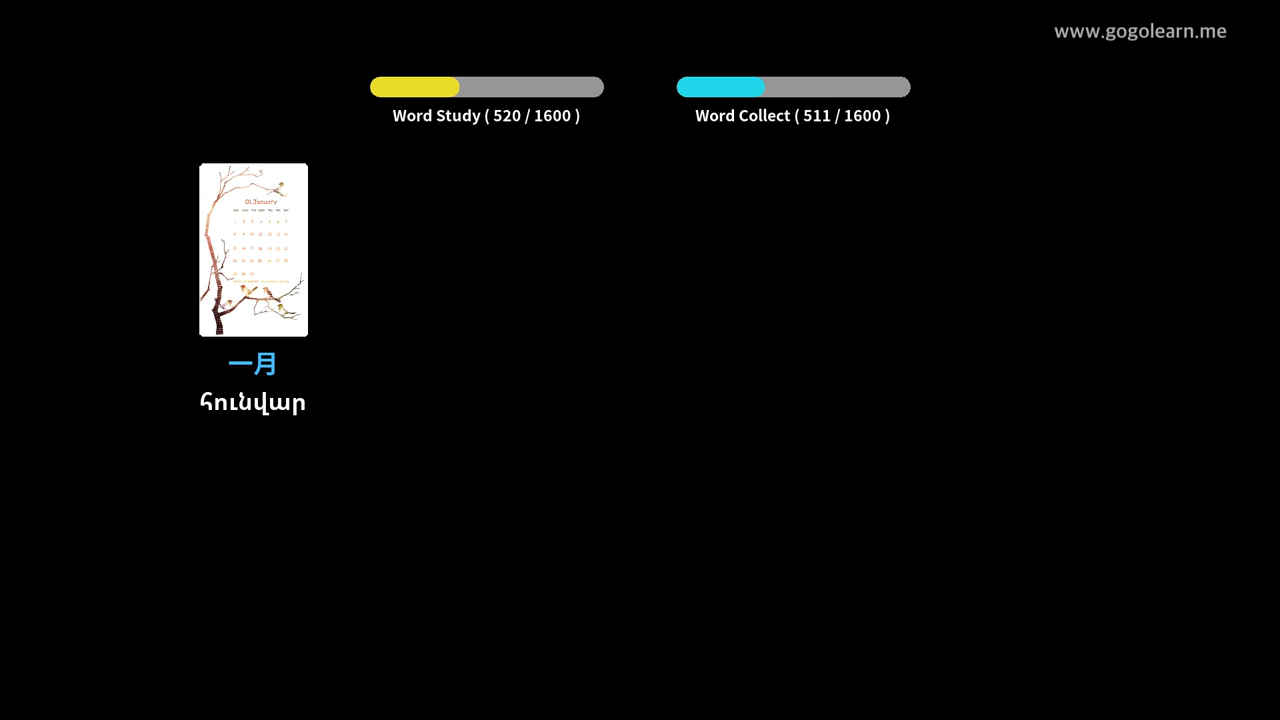 www.gogolearn.me
Word Study ( 520 / 1600 )
Word Collect ( 511 / 1600 )
01.January
一月
հունվար